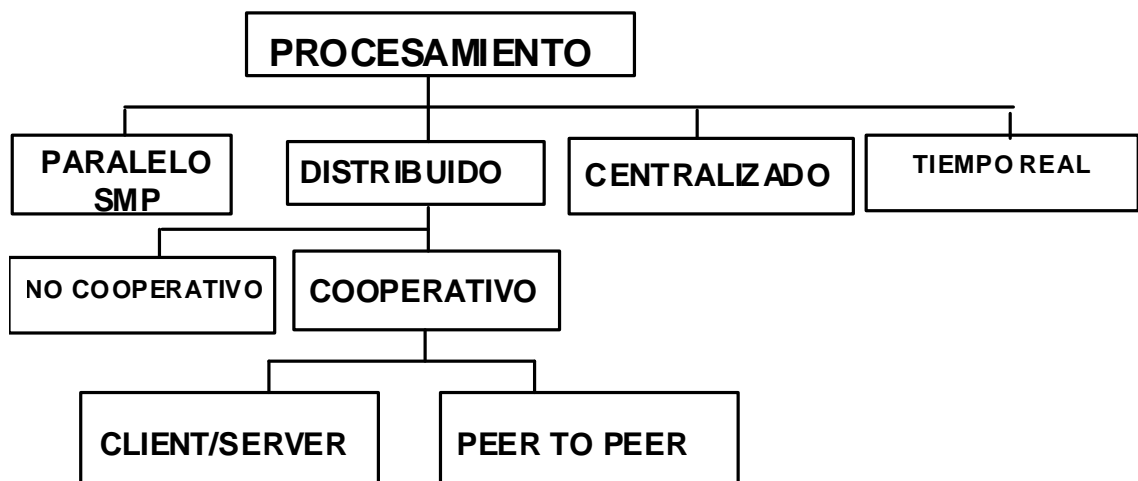 PROCESAMIENTO
PARALELO
SMP
DISTRIBUIDO
CENTRALIZADO
TIEMPO REAL
NO COOPERATIVO
COOPERATIVO
CLIENT/SERVER
PEER TO PEER